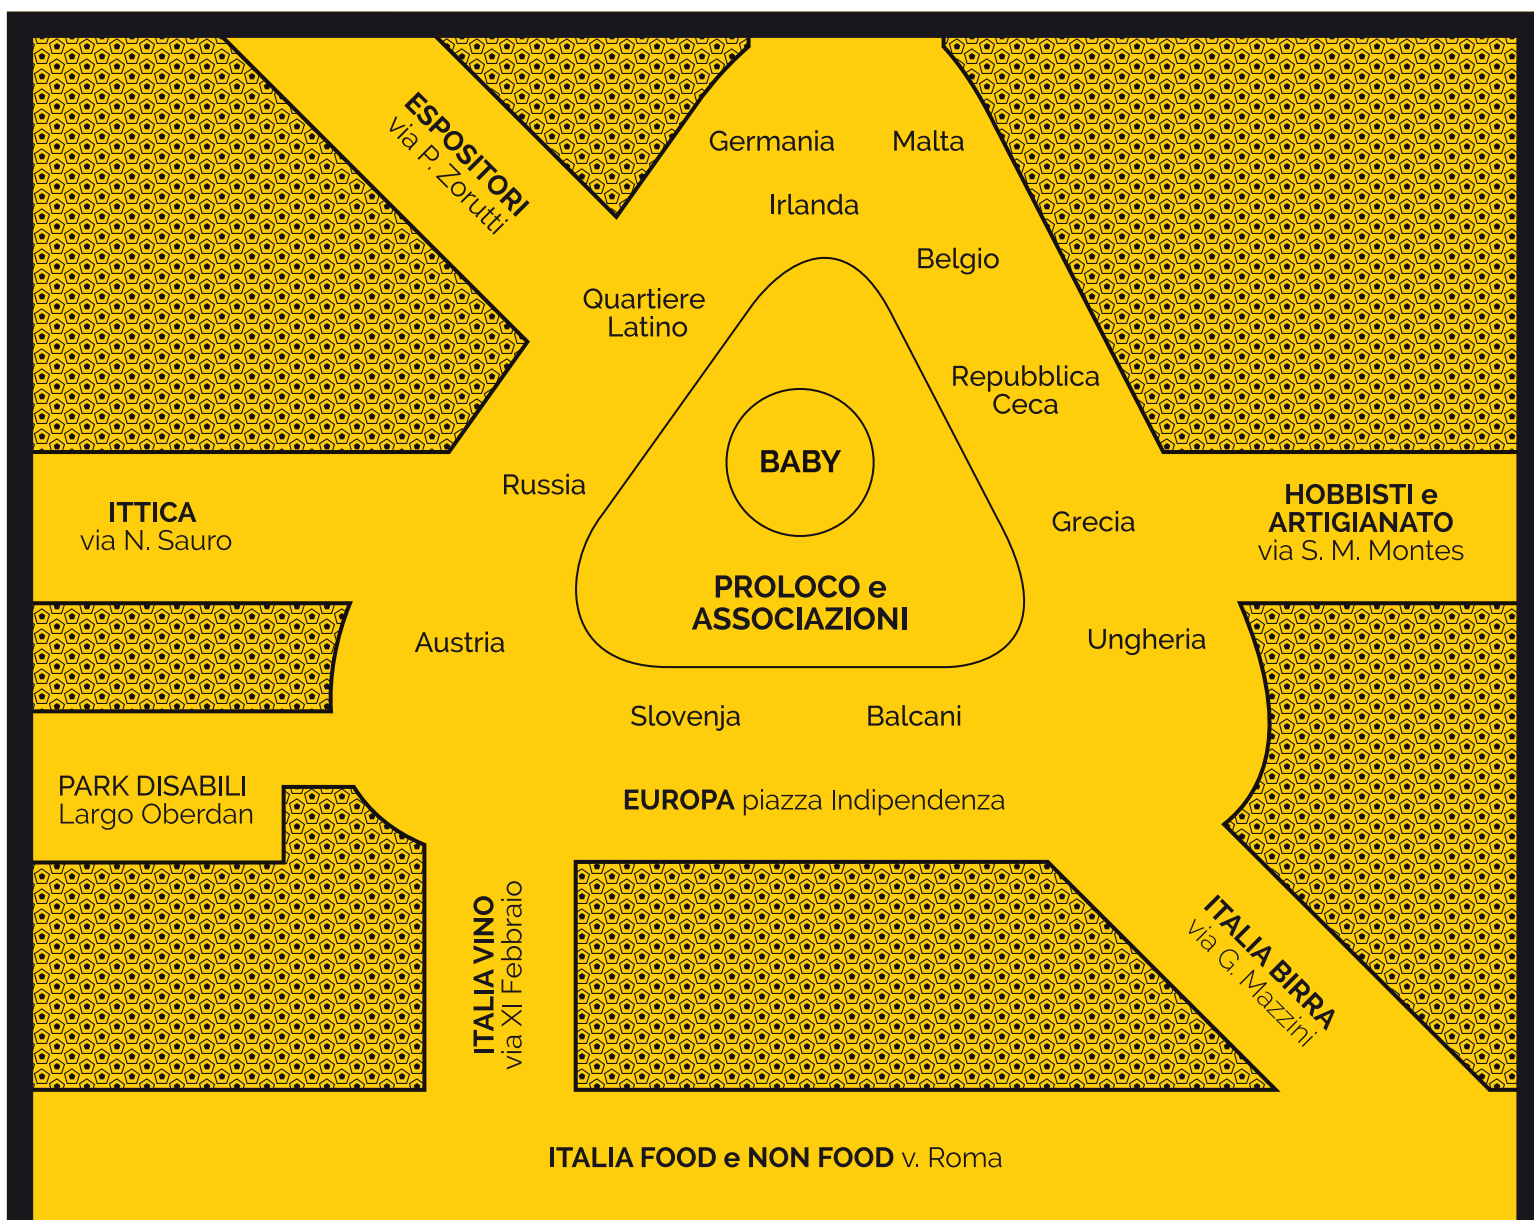 ESPOSITORI
via P. Zorutti
Germania
Malta
Irlanda
Belgio
Quartiere
Latino
Repubblica
Ceca
BABY
Russia
ITTICA
via N. Sauro
Grecia
HOBBISTI e
ARTIGIANATO
via S. M. Montes
PROLOCO e
ASSOCIAZIONI
Austria
Ungheria
Slovenja
Balcani
PARK DISABILI
Largo Oberdan
EUROPA piazza Indipendenza
ITALIA VINO
via XI Febbraio
ITALIA BIRRA
via G. Mazzini
ITALIA FOOD e NON FOOD v. Roma